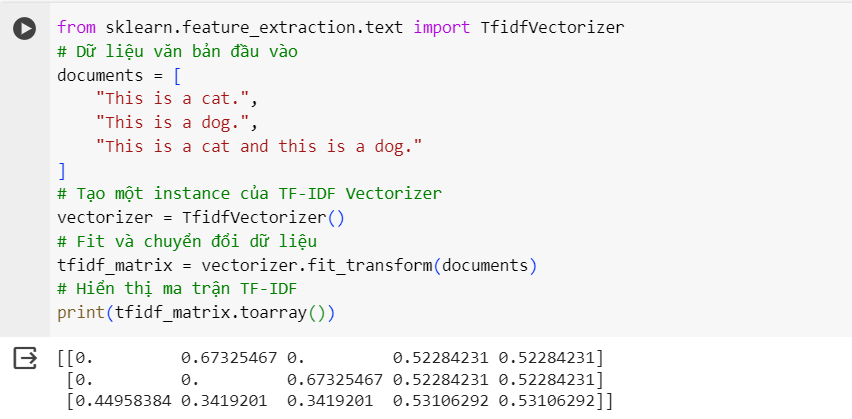 from sklearn.feature_extraction.text import TfidfVectorizer
# Dữ liệu văn bản đầu vào
documents = [
    "This is a cat.",
    "This is a dog.",
    "This is a cat and this is a dog."
]
# Tạo một instance của TF-IDF Vectorizer
vectorizer = TfidfVectorizer()
# Fit và chuyển đổi dữ liệu
tfidf_matrix = vectorizer.fit_transform(documents)
# Hiển thị ma trận TF-IDF
print(tfidf_matrix.toarray())
[[0.         0.67325467 0.         0.52284231 0.52284231]
 [0.         0.         0.67325467 0.52284231 0.52284231]
 [0.44958384 0.3419201  0.3419201  0.53106292 0.53106292]]